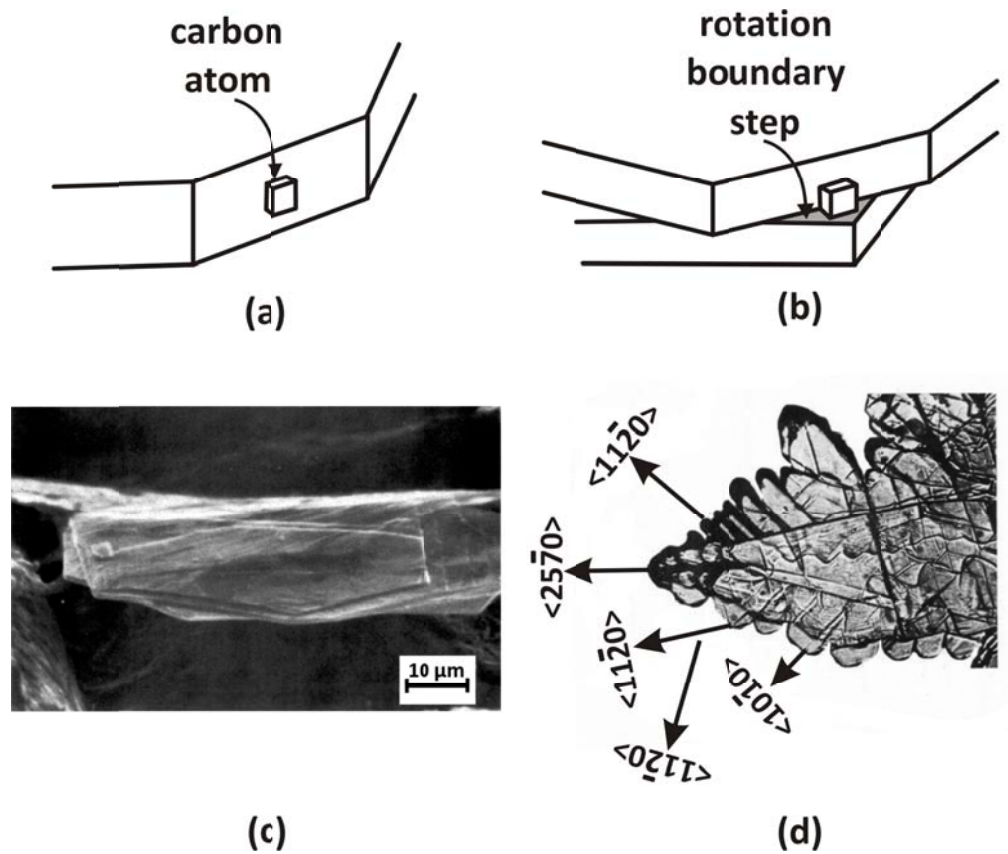 carbon
atom
(a)
rotation
boundary
step
(b)
10 µm
(c)
<112̄0>
<257̄0>
<112̄0>
<101̄0>
<112̄0>
(d)